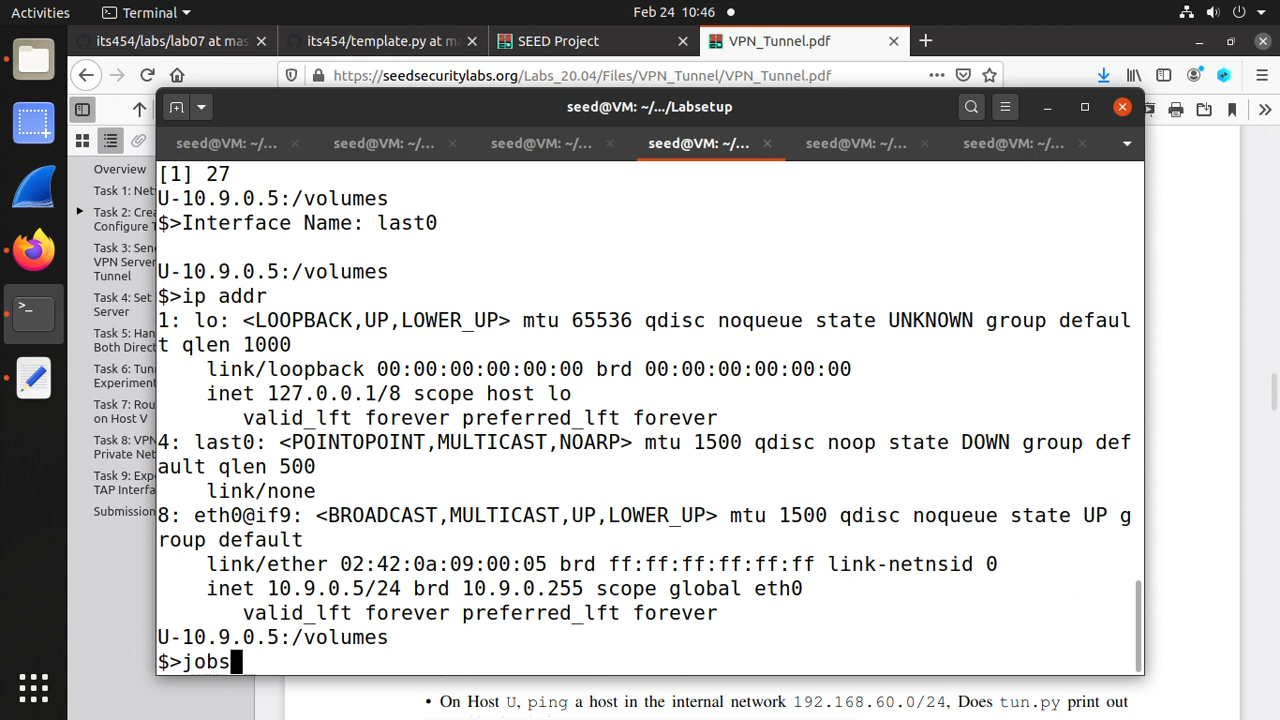 Activities
Terminal
Feb 24 10:46
its454/labs/lab07 at mas
its454/template.py at ma
SEED Project
VPN_Tunnel.pdf
https://seedsecuritylabs.org/Labs_20.04/Files/VPN_Tunnel/VPN_Tunnel.pdf
seed@VM: ~/.../Labsetup
seed@VM: ~/...
seed@VM: ~/...
seed@VM: ~/...
seed@VM: ~/...
seed@VM: ~/...
seed@VM: ~/...
Overview
Task 1: Net
Task 2: Crea
Configure T
Task 3: Sen
VPN Server
Tunnel
Task 4: Set
Server
Task 5: Han
Both Direct
Task 6: Tun
Experiment
Task 7: Rou
on Host V
Task 8: VPN
Private Net
Task 9: Exp
TAP Interfa
Submission
[1] 27
U-10.9.0.5:/volumes
$>Interface Name: last0
U-10.9.0.5:/volumes
$>ip addr
1: lo: <LOOPBACK,UP,LOWER_UP> mtu 65536 qdisc noqueue state UNKNOWN group defaul
t qlen 1000
link/loopback 00:00:00:00:00:00 brd 00:00:00:00:00:00
inet 127.0.0.1/8 scope host lo
valid_lft forever preferred_lft forever
4: last0: <POINTOPOINT,MULTICAST,NOARP> mtu 1500 qdisc noop state DOWN group def
ault qlen 500
link/none
8: eth0@if9: <BROADCAST,MULTICAST,UP,LOWER_UP> mtu 1500 qdisc noqueue state UP g
roup default
link/ether 02:42:0a:09:00:05 brd ff:ff:ff:ff:ff:ff link-netnsid 0
inet 10.9.0.5/24 brd 10.9.0.255 scope global eth0
valid_lft forever preferred_lft forever
U-10.9.0.5:/volumes
$>jobs
• On Host U, ping a host in the internal network 192.168.60.0/24, Does tun.py print out